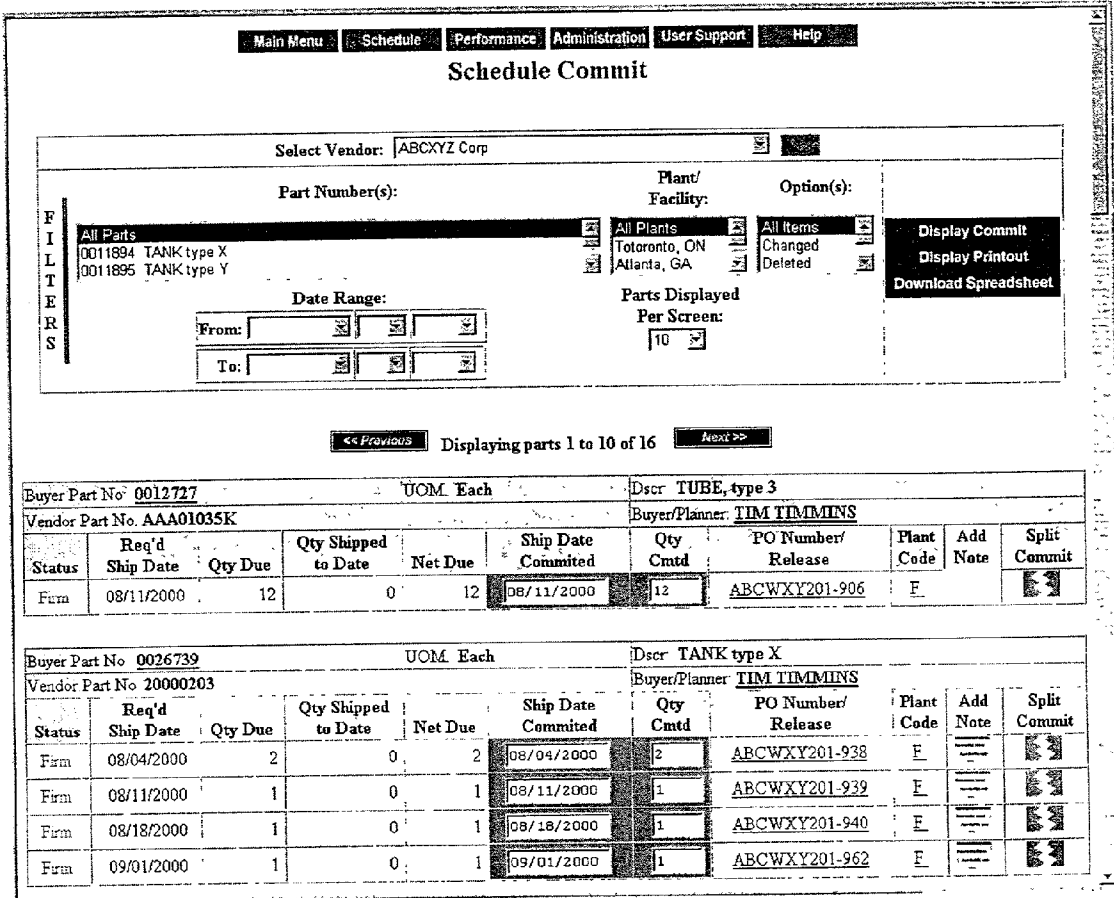 Main Menu Schedule Performance Administration User Support Help
Schedule Commit
Select Vendor: ABCXYZ Corp
FILTERS
Part Number(s):
Plant/
Facility:
Option(s):
All Parts
0011894 TANK type X
0011895 TANK type Y
All Plants
Totoronto, ON
Atlanta, GA
All Items
Changed
Deleted
Display Commit
Display Printout
Download Spreadsheet
Date Range:
From:
To:
Parts Displayed
Per Screen:
10
<< Previous Displaying parts 1 to 10 of 16 Next >>
Buyer Part No 0012727 UOM. Each Dscr TUBE, type 3
Vendor Part No. AAA01035K Buyer/Planner: TIM TIMMINS
Status Req'd Ship Date Qty Due Qty Shipped to Date Net Due Ship Date Commited Qty Cmtd PO Number/ Release Plant Code Add Note Split Commit
Firm 08/11/2000 12 0 12 08/11/2000 12 ABCWXY201-906 F
Buyer Part No 0026739 UOM. Each Dscr TANK type X
Vendor Part No 20000203 Buyer/Planner TIM TIMMINS
Status Req'd Ship Date Qty Due Qty Shipped to Date Net Due Ship Date Commited Qty Cmtd PO Number/ Release Plant Code Add Note Split Commit
Firm 08/04/2000 2 0 2 08/04/2000 2 ABCWXY201-938 F
Firm 08/11/2000 1 0 1 08/11/2000 1 ABCWXY201-939 F
Firm 08/18/2000 1 0 1 08/18/2000 1 ABCWXY201-940 F
Firm 09/01/2000 1 0 1 09/01/2000 1 ABCWXY201-962 F